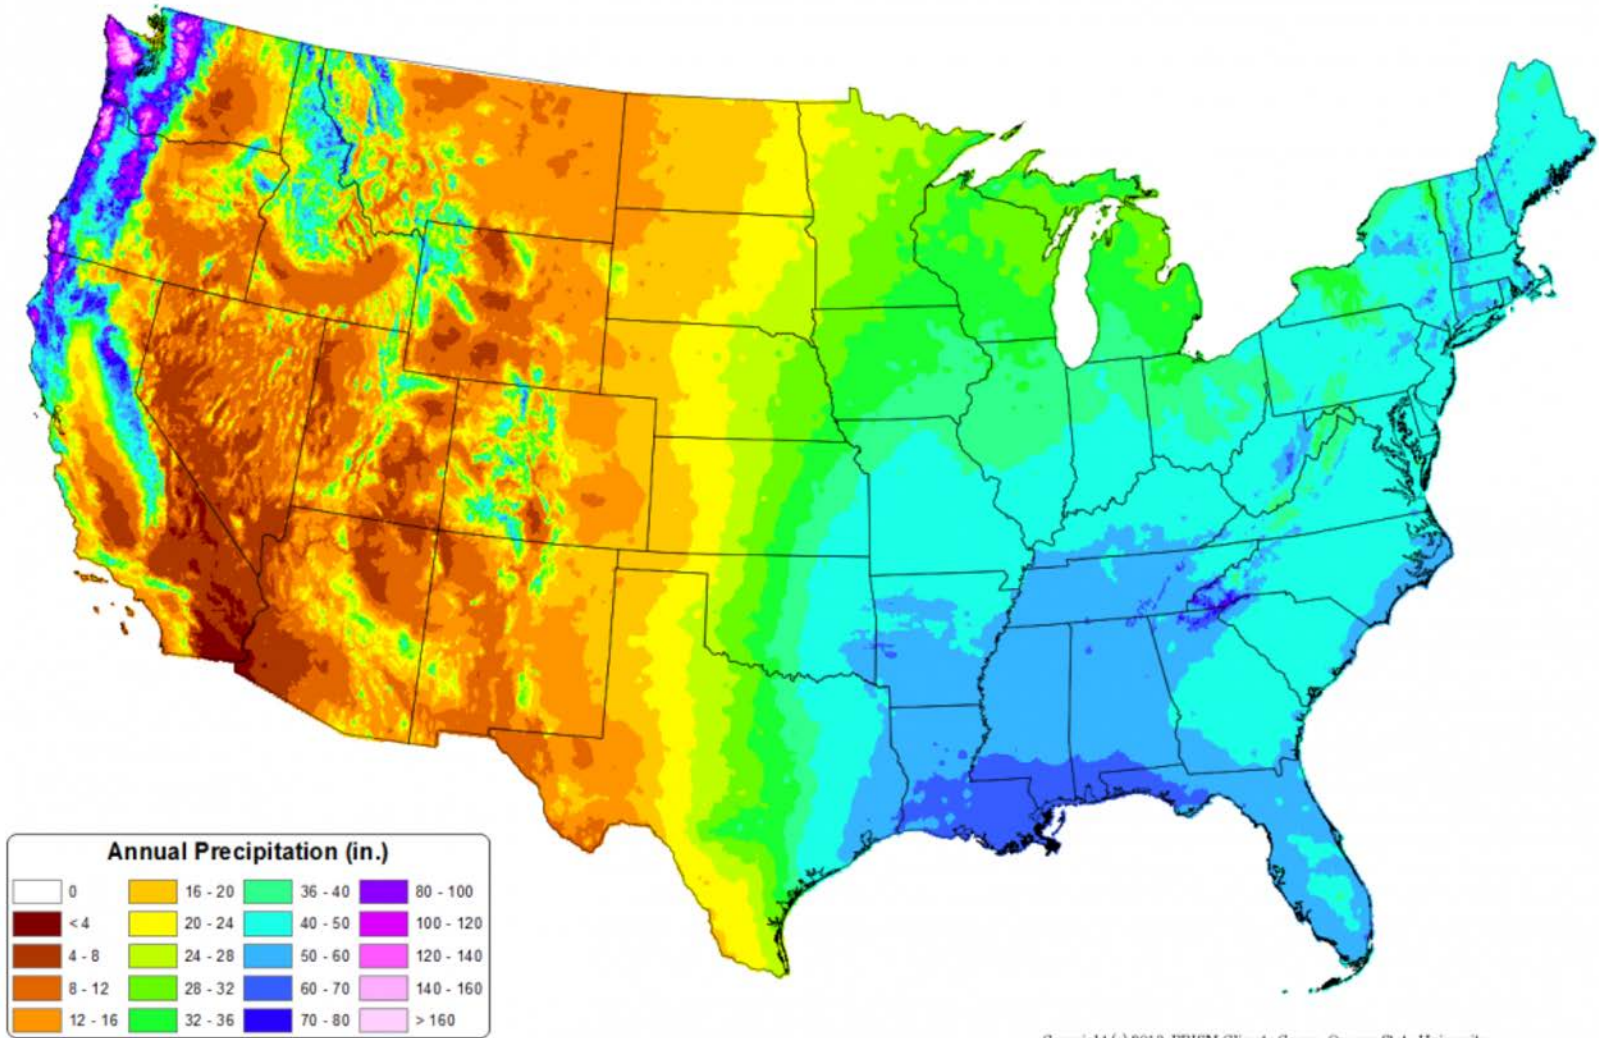 Annual Precipitation (in.)
0 16 - 20 36 - 40 80 - 100
< 4 20 - 24 40 - 50 100 - 120
4 - 8 24 - 28 50 - 60 120 - 140
8 - 12 28 - 32 60 - 70 140 - 160
12 - 16 32 - 36 70 - 80 > 160